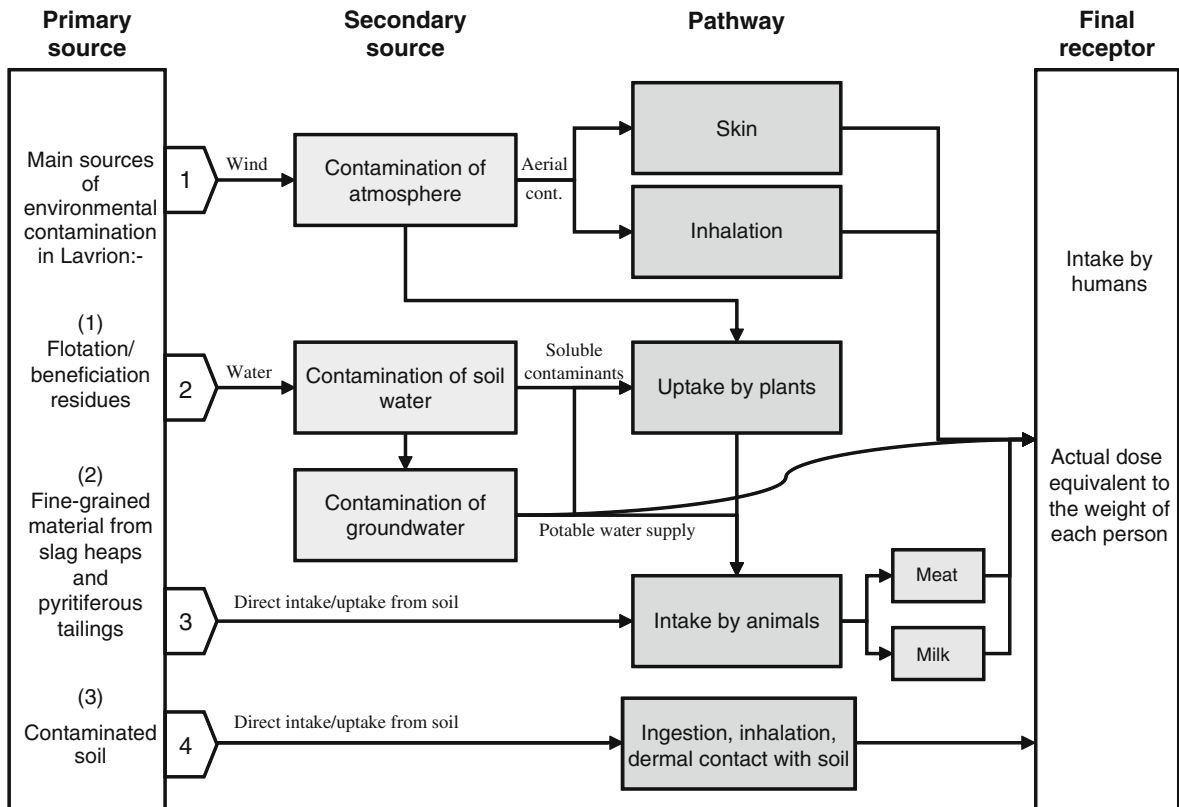 Primary
source
Secondary
source
Pathway
Final
receptor
Main sources
of
environmental
contamination
in Lavrion:-
(1)
Flotation/
beneficiation
residues
(2)
Fine-grained
material from
slag heaps
and
pyritiferous
tailings
(3)
Contaminated
soil
1
Wind
Contamination of
atmosphere
Aerial
cont.
Skin
Inhalation
2
Water
Contamination of soil
water
Soluble
contaminants
Uptake by plants
Contamination of
groundwater
Potable water supply
3
Direct intake/uptake from soil
Intake by animals
Meat
Milk
4
Direct intake/uptake from soil
Ingestion, inhalation,
dermal contact with soil
Intake by
humans
Actual dose
equivalent to
the weight of
each person